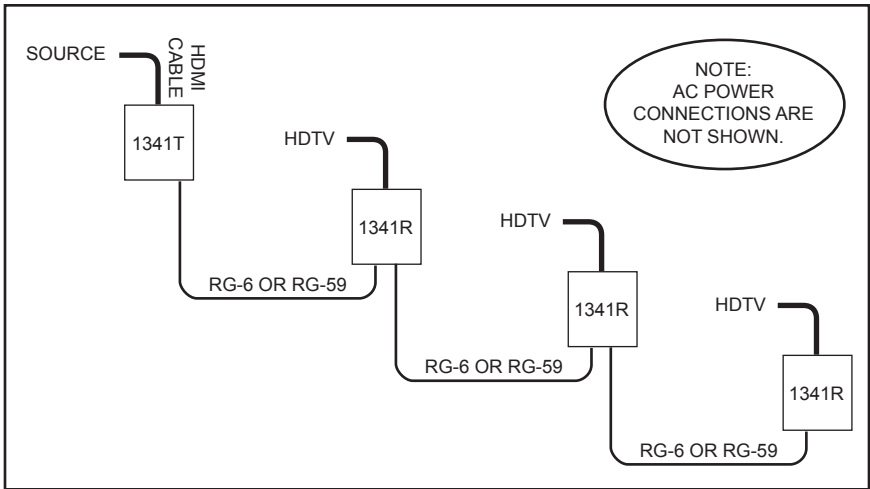 SOURCE
HDMI
CABLE
1341T
NOTE:
AC POWER
CONNECTIONS ARE
NOT SHOWN.
HDTV
1341R
RG-6 OR RG-59
HDTV
1341R
RG-6 OR RG-59
HDTV
1341R
RG-6 OR RG-59